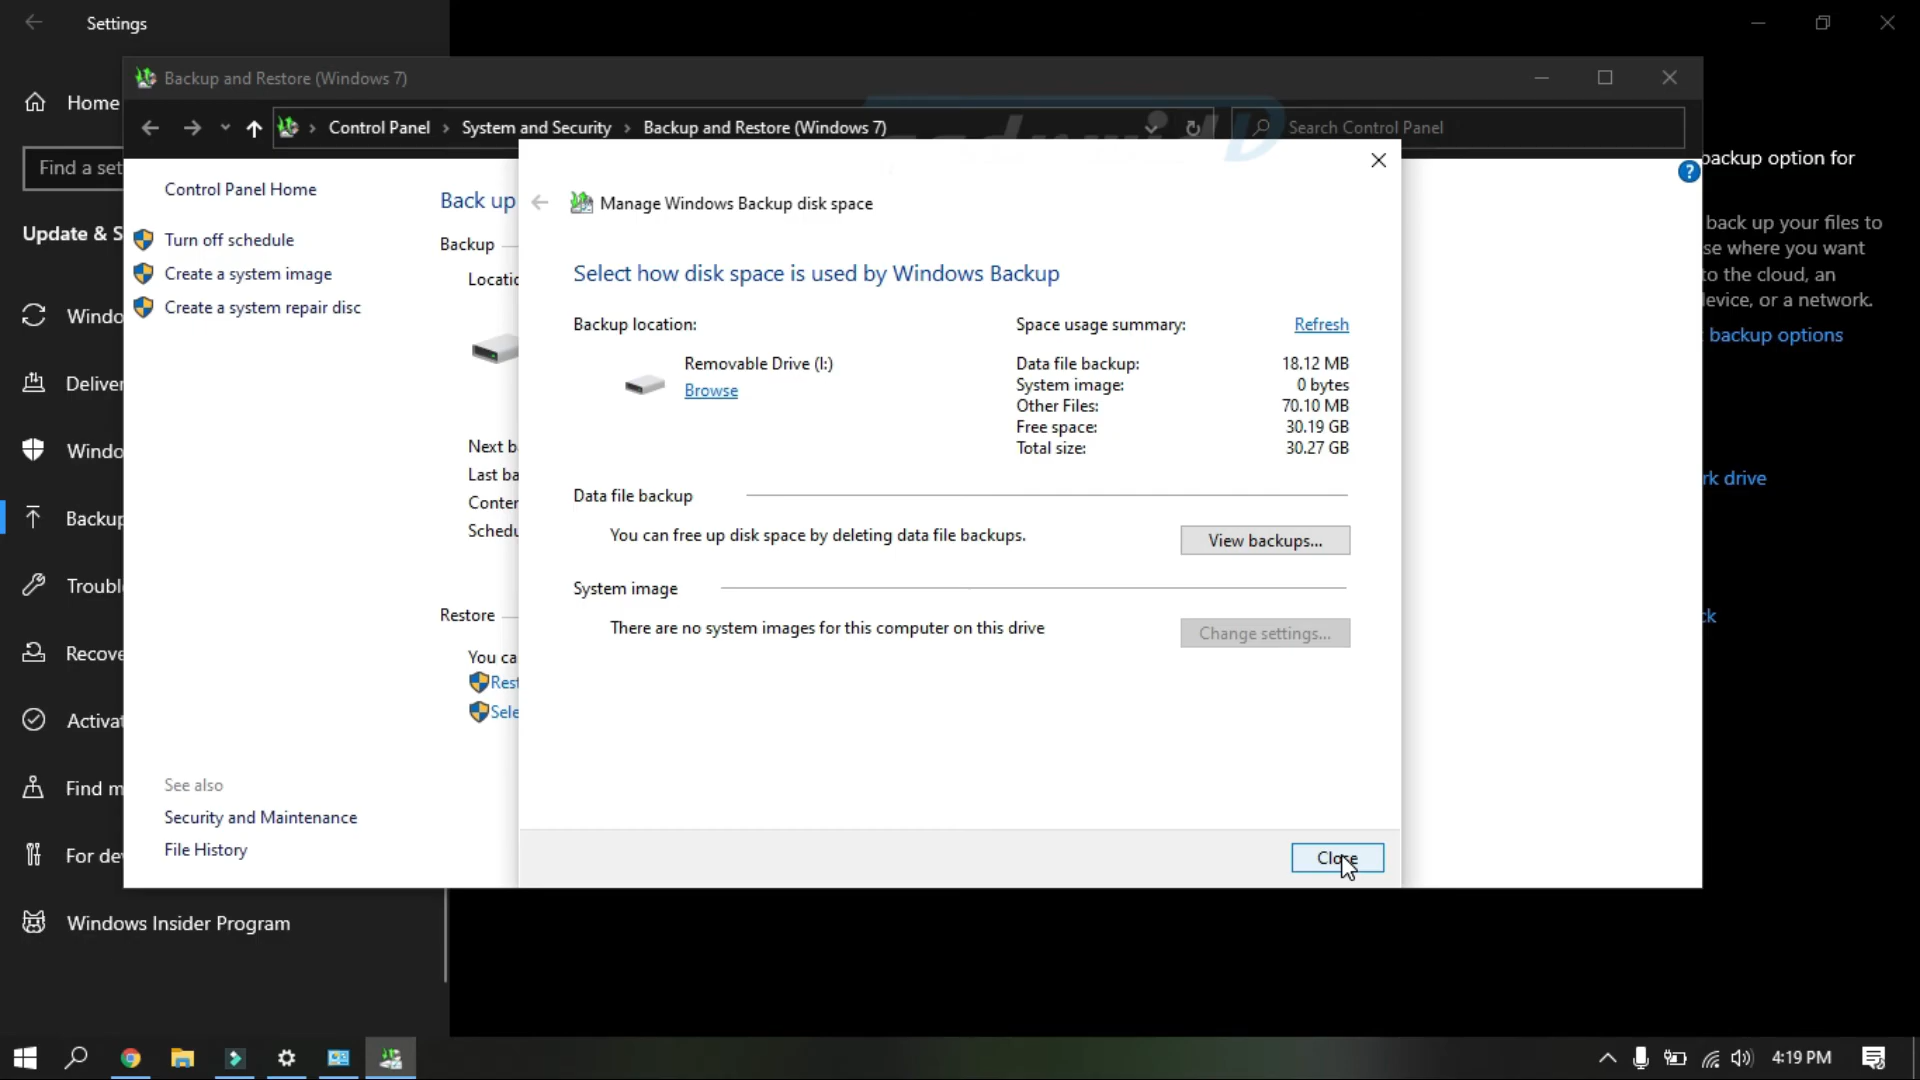 Settings
Home
Find a set
Update & S
Windo
Deliver
Windo
Backup
Troubl
Recove
Activat
Find m
For de
Windows Insider Program
Backup and Restore (Windows 7)
Control Panel
System and Security
Backup and Restore (Windows 7)
Search Control Panel
Control Panel Home
Turn off schedule
Create a system image
Create a system repair disc
See also
Security and Maintenance
File History
Back up
Backup
Locatio
Next b
Last ba
Conten
Schedu
Restore
You ca
Rest
Sele
Manage Windows Backup disk space
Select how disk space is used by Windows Backup
Backup location:
Removable Drive (I:)
Browse
Space usage summary: Refresh
Data file backup: 18.12 MB
System image: 0 bytes
Other Files: 70.10 MB
Free space: 30.19 GB
Total size: 30.27 GB
Data file backup
You can free up disk space by deleting data file backups.
View backups...
System image
There are no system images for this computer on this drive
Change settings...
Close
?
backup option for
back up your files to
se where you want
to the cloud, an
device, or a network.
backup options
rk drive
ck
4:19 PM